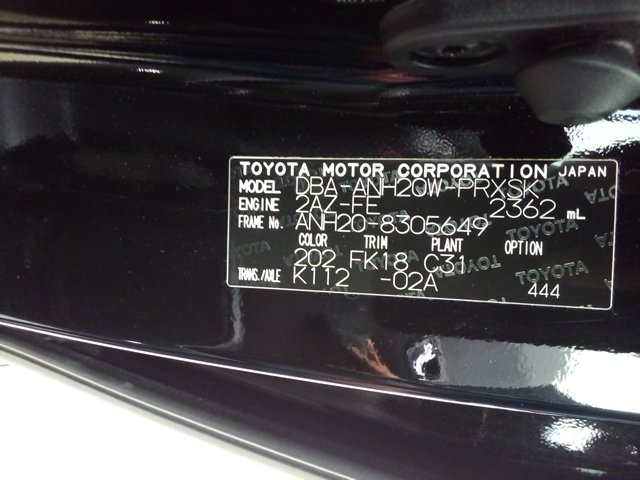 TOYOTA MOTOR CORPORATION JAPAN
MODEL DBA-ANH20W-PRXSK
ENGINE 2AZ-FE 2362 mL
FRAME No. ANH20-8305649
COLOR TRIM PLANT OPTION
202 FK18 C31
TRANS./AXLE K112 -02A
444